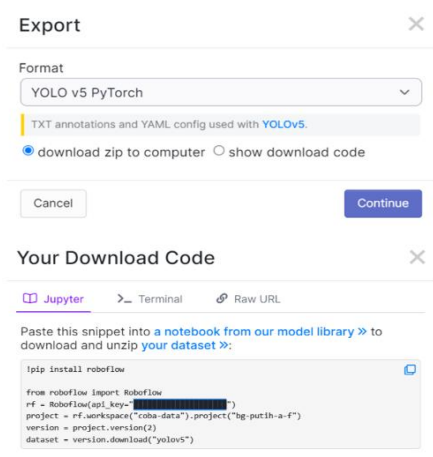 Export
Format
YOLO v5 PyTorch
TXT annotations and YAML config used with YOLOv5.
download zip to computer show download code
Cancel Continue
Your Download Code
Jupyter >_ Terminal Raw URL
Paste this snippet into a notebook from our model library » to
download and unzip your dataset »:
!pip install roboflow
from roboflow import Roboflow
rf = Roboflow(api_key="")
project = rf.workspace("coba-data").project("bg-putih-a-f")
version = project.version(2)
dataset = version.download("yolov5")